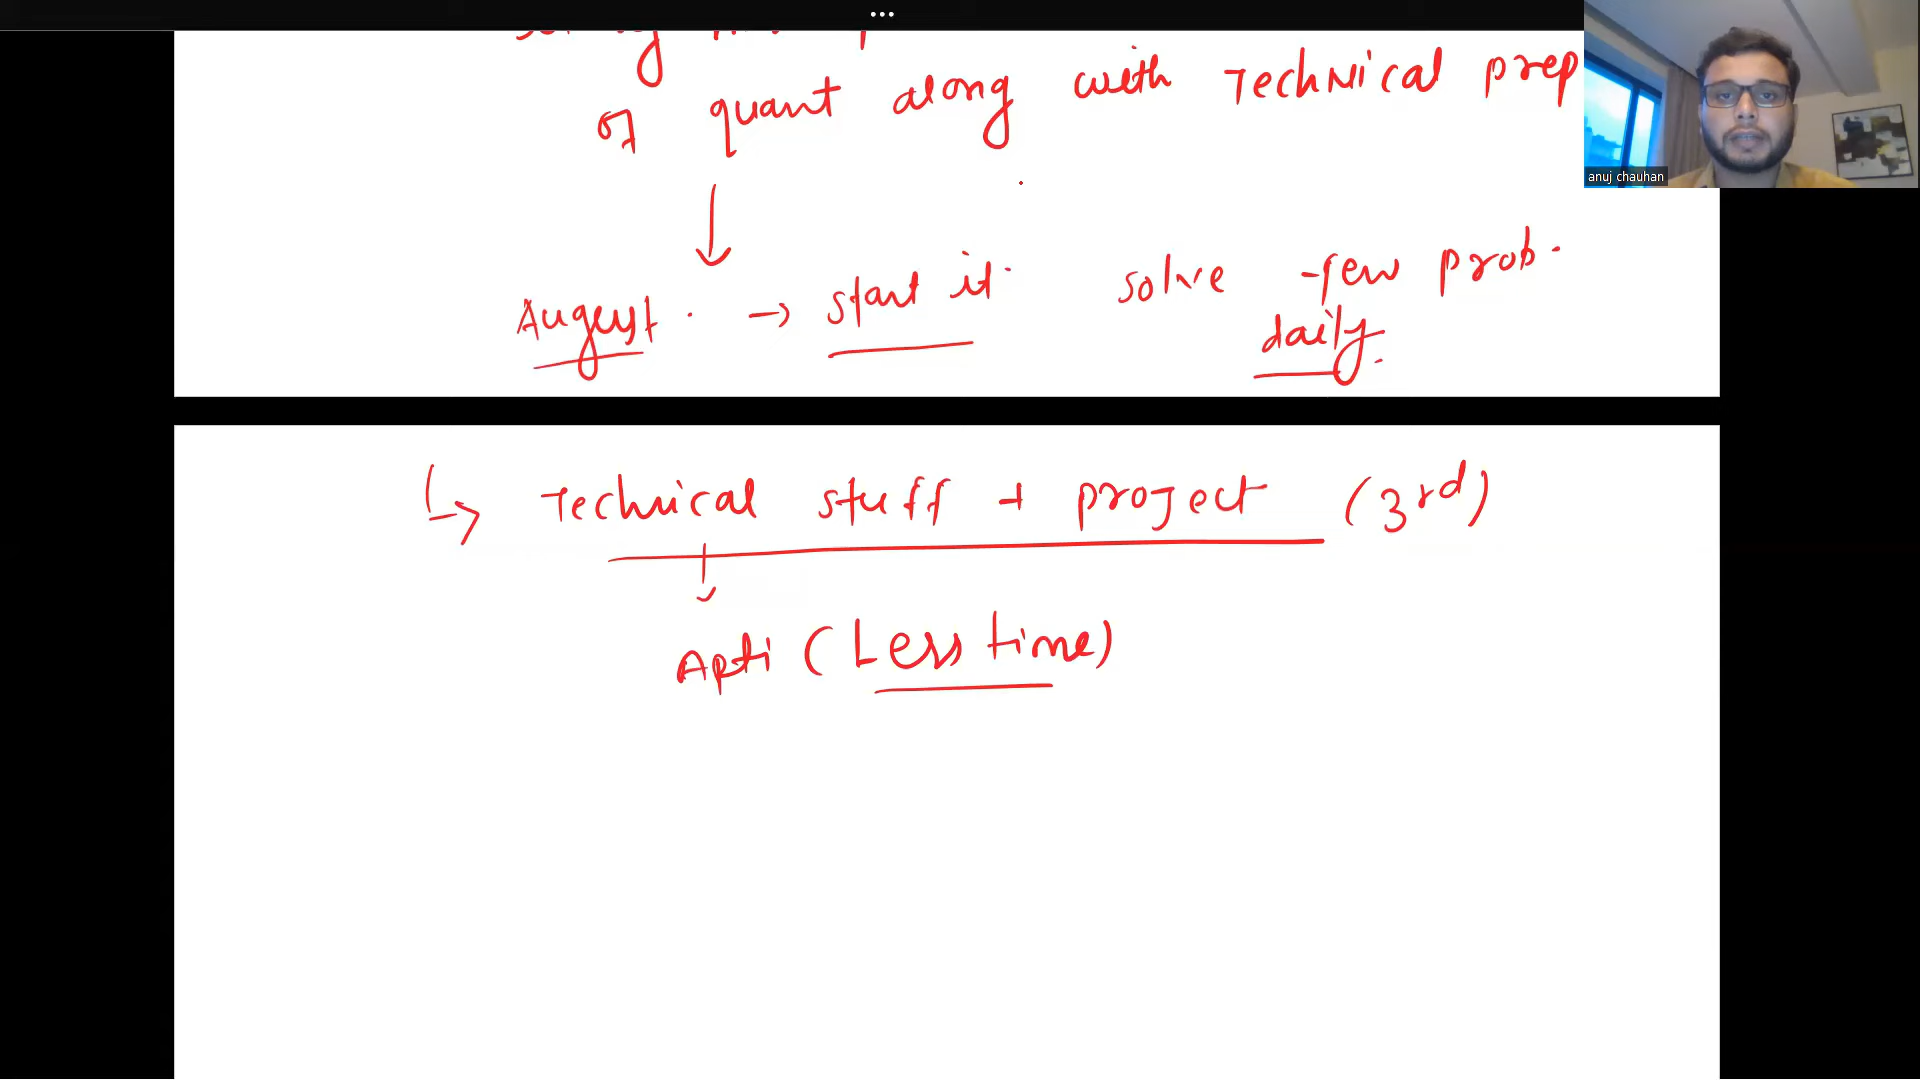 of quant along with Technical prep
August. → start it. solve few prob.
daily.
↳ Technical stuff + project (3rd)
Apti (Less time)
anuj chauhan